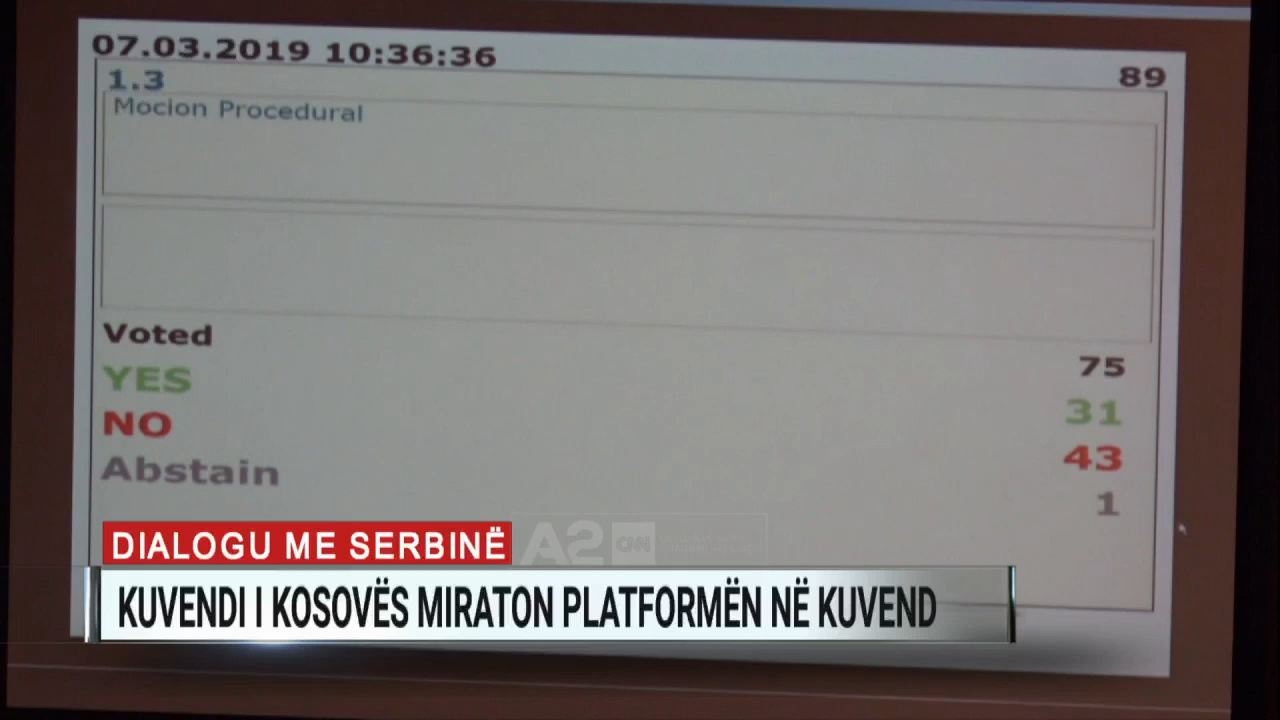 07.03.2019 10:36:36 89
1.3
Mocion Procedural
Voted 75
YES 31
NO 43
Abstain 1
DIALOGU ME SERBINË
A2 CNN
KUVENDI I KOSOVËS MIRATON PLATFORMËN NË KUVEND